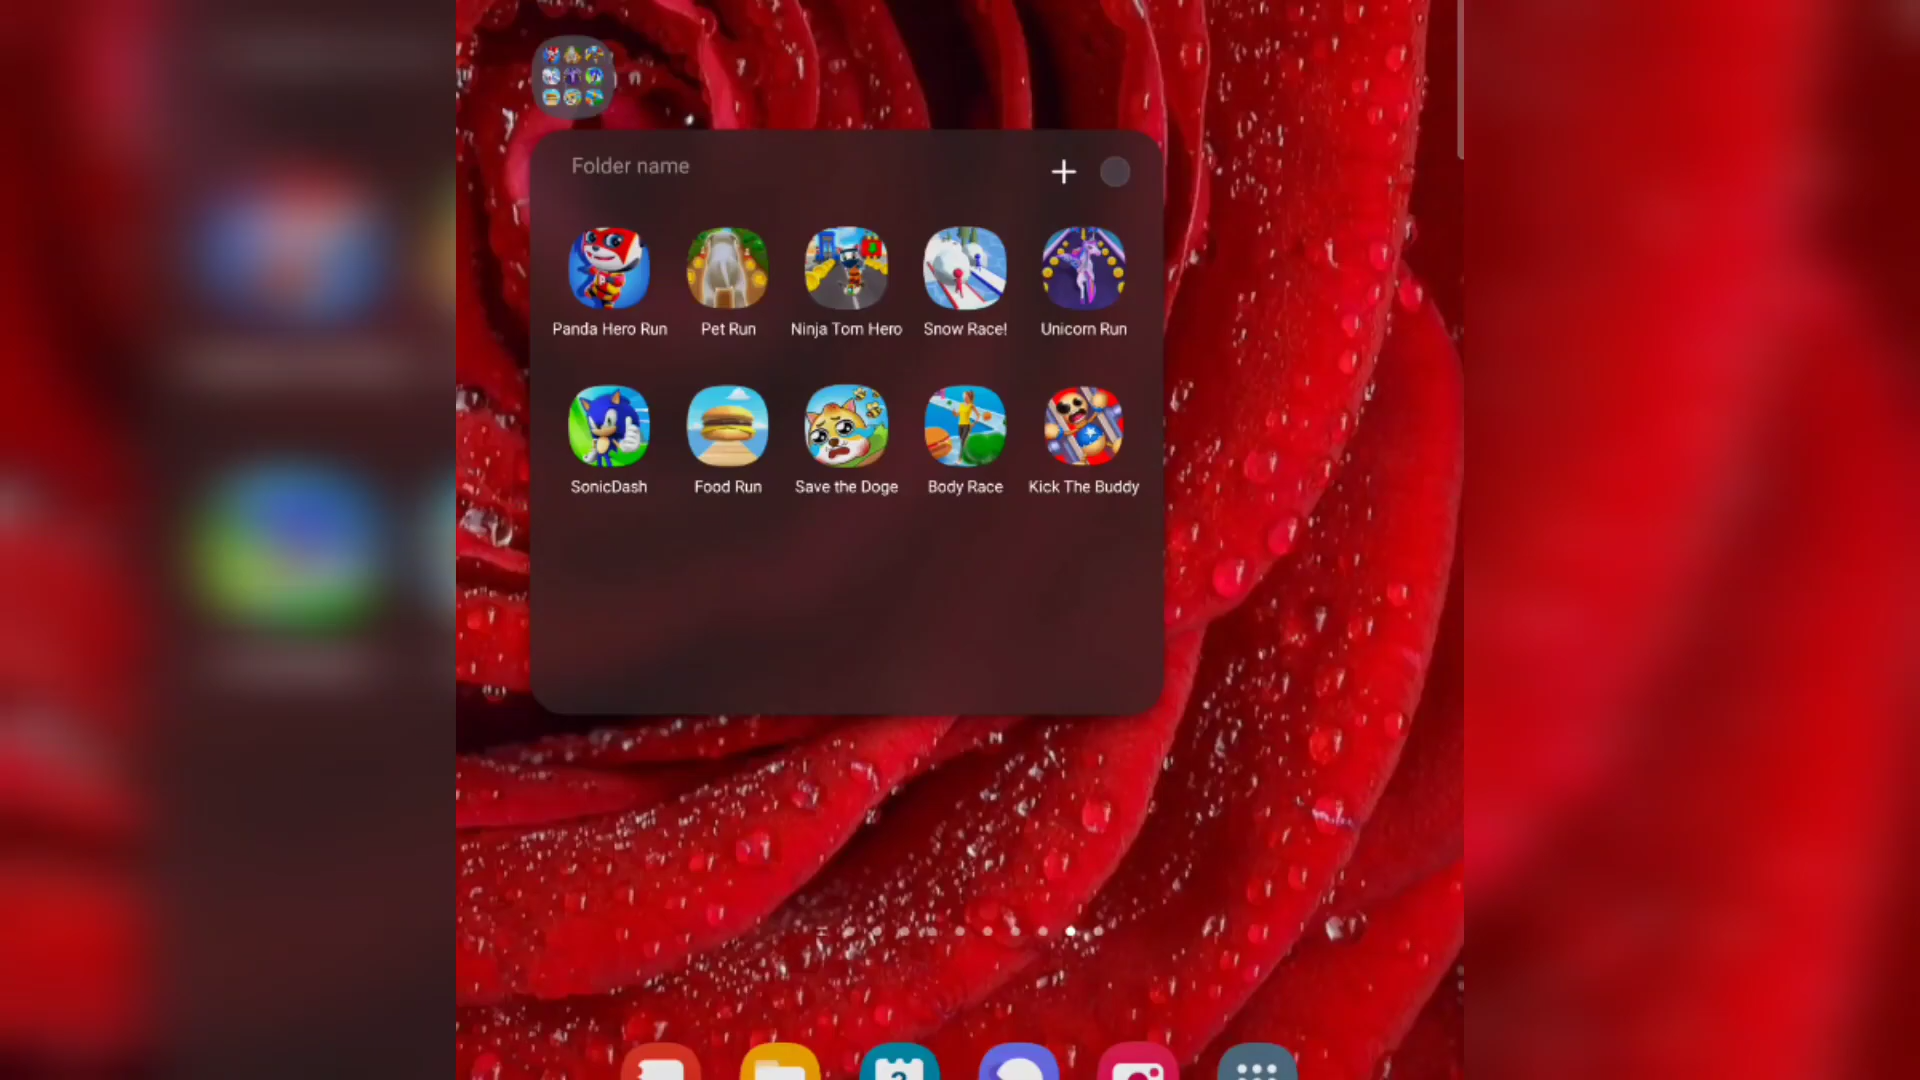 Folder name
Panda Hero Run
Pet Run
Ninja Tom Hero
Snow Race!
Unicorn Run
SonicDash
Food Run
Save the Doge
Body Race
Kick The Buddy